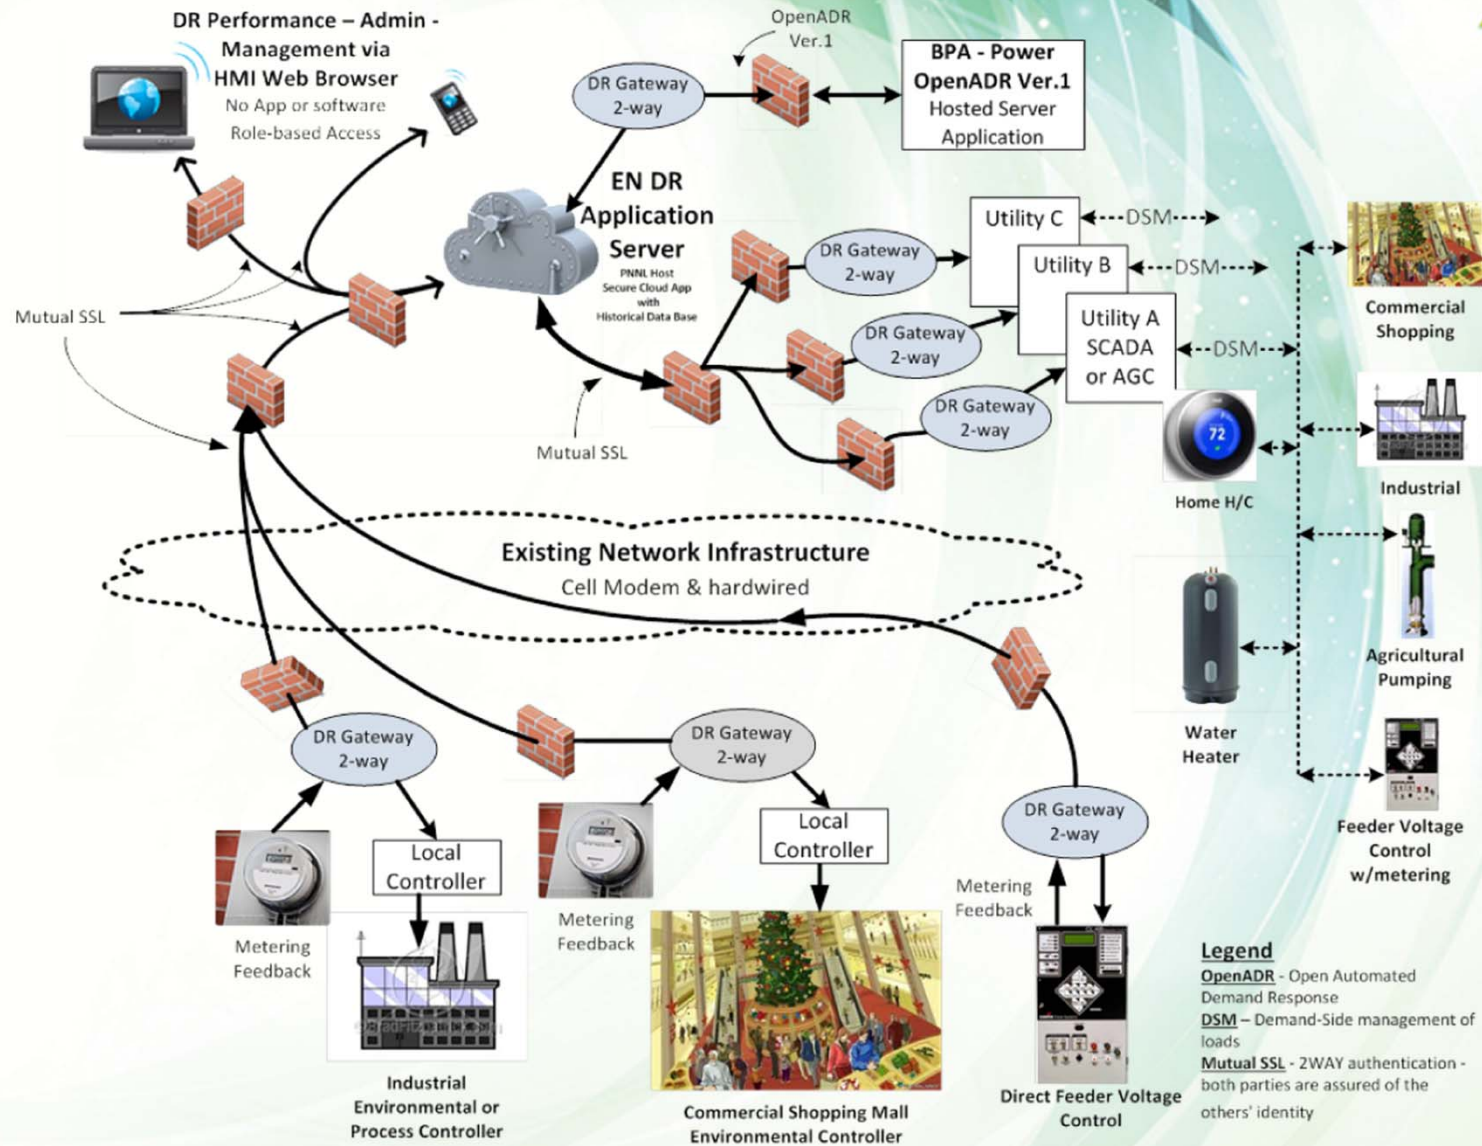 DR Performance – Admin -
Management via
HMI Web Browser
No App or software
Role-based Access
OpenADR
Ver.1
DR Gateway
2-way
BPA - Power
OpenADR Ver.1
Hosted Server
Application
EN DR
Application
Server
PNNL Host
Secure Cloud App
with
Historical Data Base
Mutual SSL
Mutual SSL
DR Gateway
2-way
DR Gateway
2-way
DR Gateway
2-way
Utility C
Utility B
Utility A
SCADA
or AGC
DSM
DSM
DSM
72
Home H/C
Commercial
Shopping
Industrial
Agricultural
Pumping
Water
Heater
Feeder Voltage
Control
w/metering
Existing Network Infrastructure
Cell Modem & hardwired
DR Gateway
2-way
DR Gateway
2-way
DR Gateway
2-way
Local
Controller
Local
Controller
Metering
Feedback
Metering
Feedback
Metering
Feedback
Industrial
Environmental or
Process Controller
Commercial Shopping Mall
Environmental Controller
Direct Feeder Voltage
Control
Legend
OpenADR - Open Automated
Demand Response
DSM – Demand-Side management of
loads
Mutual SSL - 2WAY authentication -
both parties are assured of the
others' identity